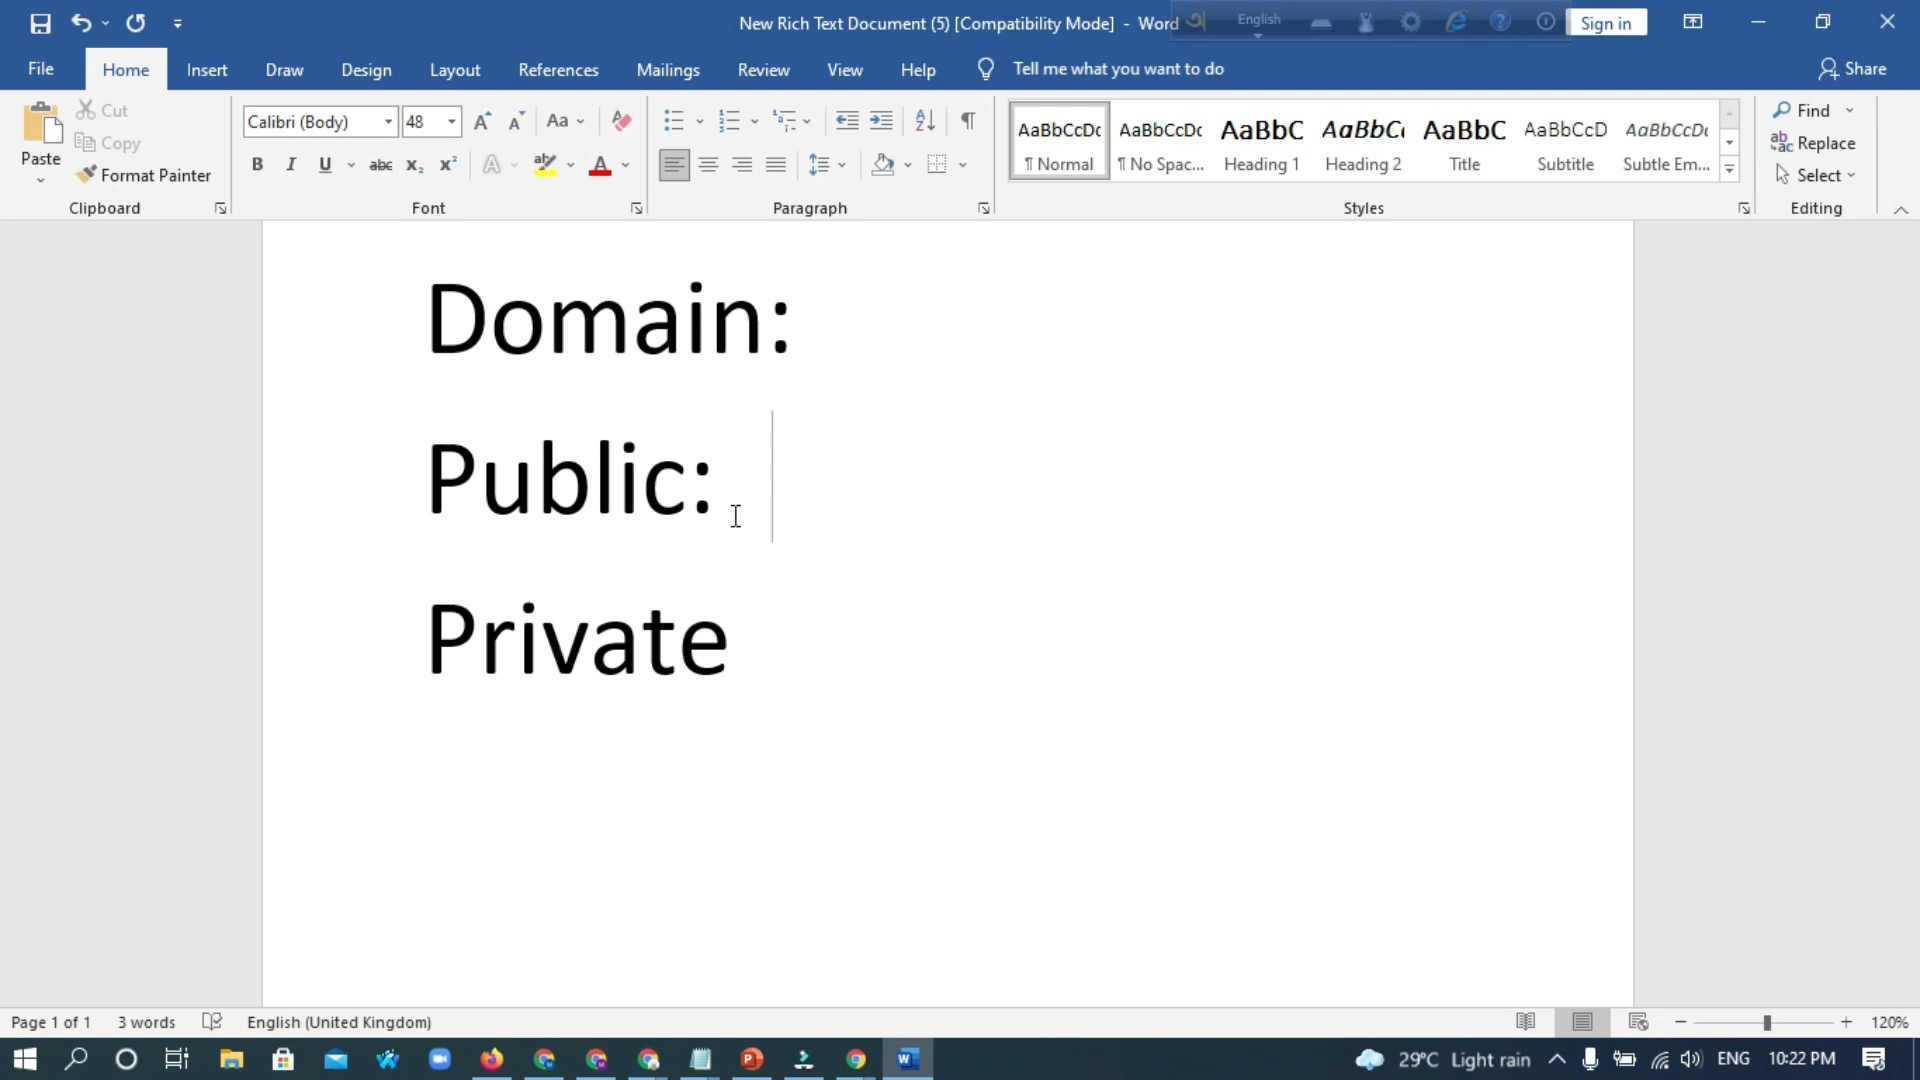 New Rich Text Document (5) [Compatibility Mode] - Word
English
Sign in
File
Home
Insert
Draw
Design
Layout
References
Mailings
Review
View
Help
Tell me what you want to do
Share
Paste
Cut
Copy
Format Painter
Clipboard
Calibri (Body)
48
Font
Paragraph
AaBbCcDc
¶ Normal
AaBbCcDc
¶ No Spac...
AaBbC
Heading 1
AaBbC
Heading 2
AaBbC
Title
AaBbCcD
Subtitle
AaBbCcDc
Subtle Em...
Styles
Find
Replace
Select
Editing
Domain:
Public:
Private
Page 1 of 1
3 words
English (United Kingdom)
120%
29°C Light rain
ENG
10:22 PM